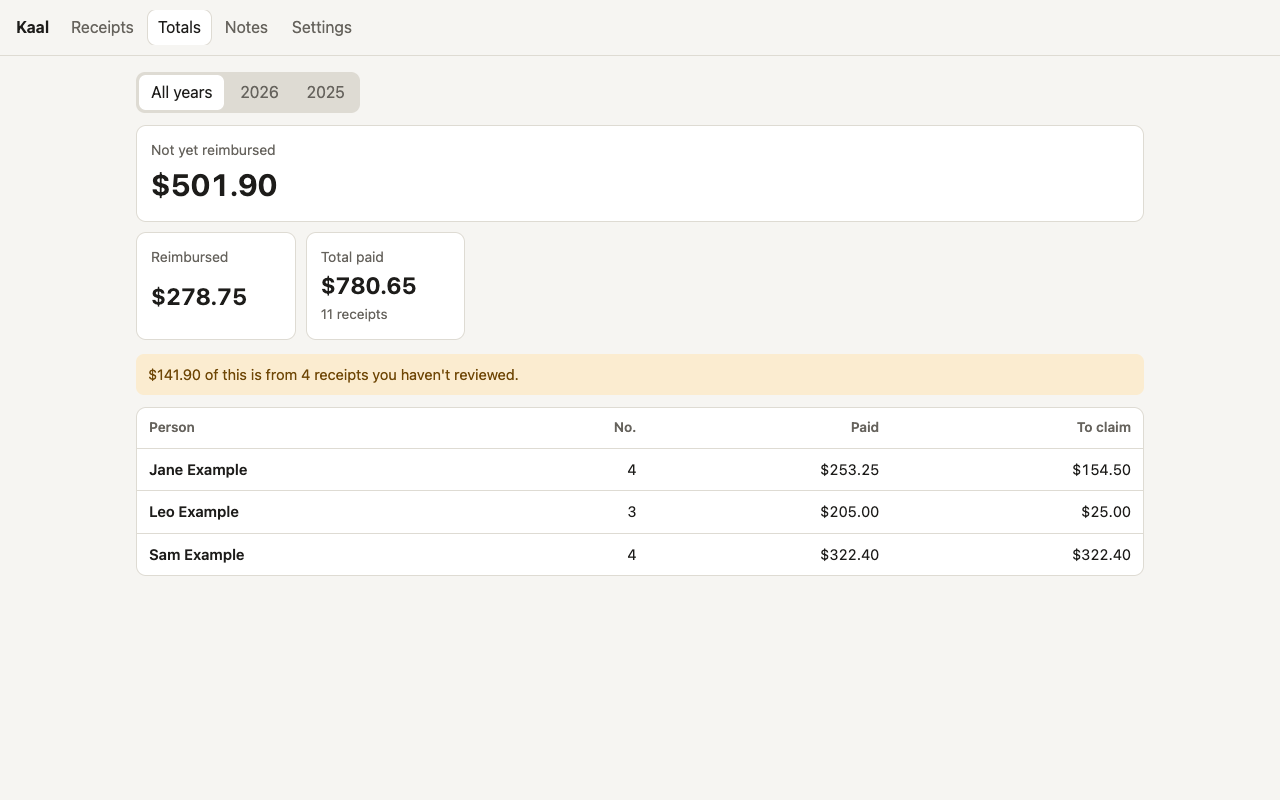 Kaal Receipts Totals Notes Settings
All years 2026 2025
Not yet reimbursed
$501.90
Reimbursed
$278.75
Total paid
$780.65
11 receipts
$141.90 of this is from 4 receipts you haven't reviewed.
Person No. Paid To claim
Jane Example 4 $253.25 $154.50
Leo Example 3 $205.00 $25.00
Sam Example 4 $322.40 $322.40